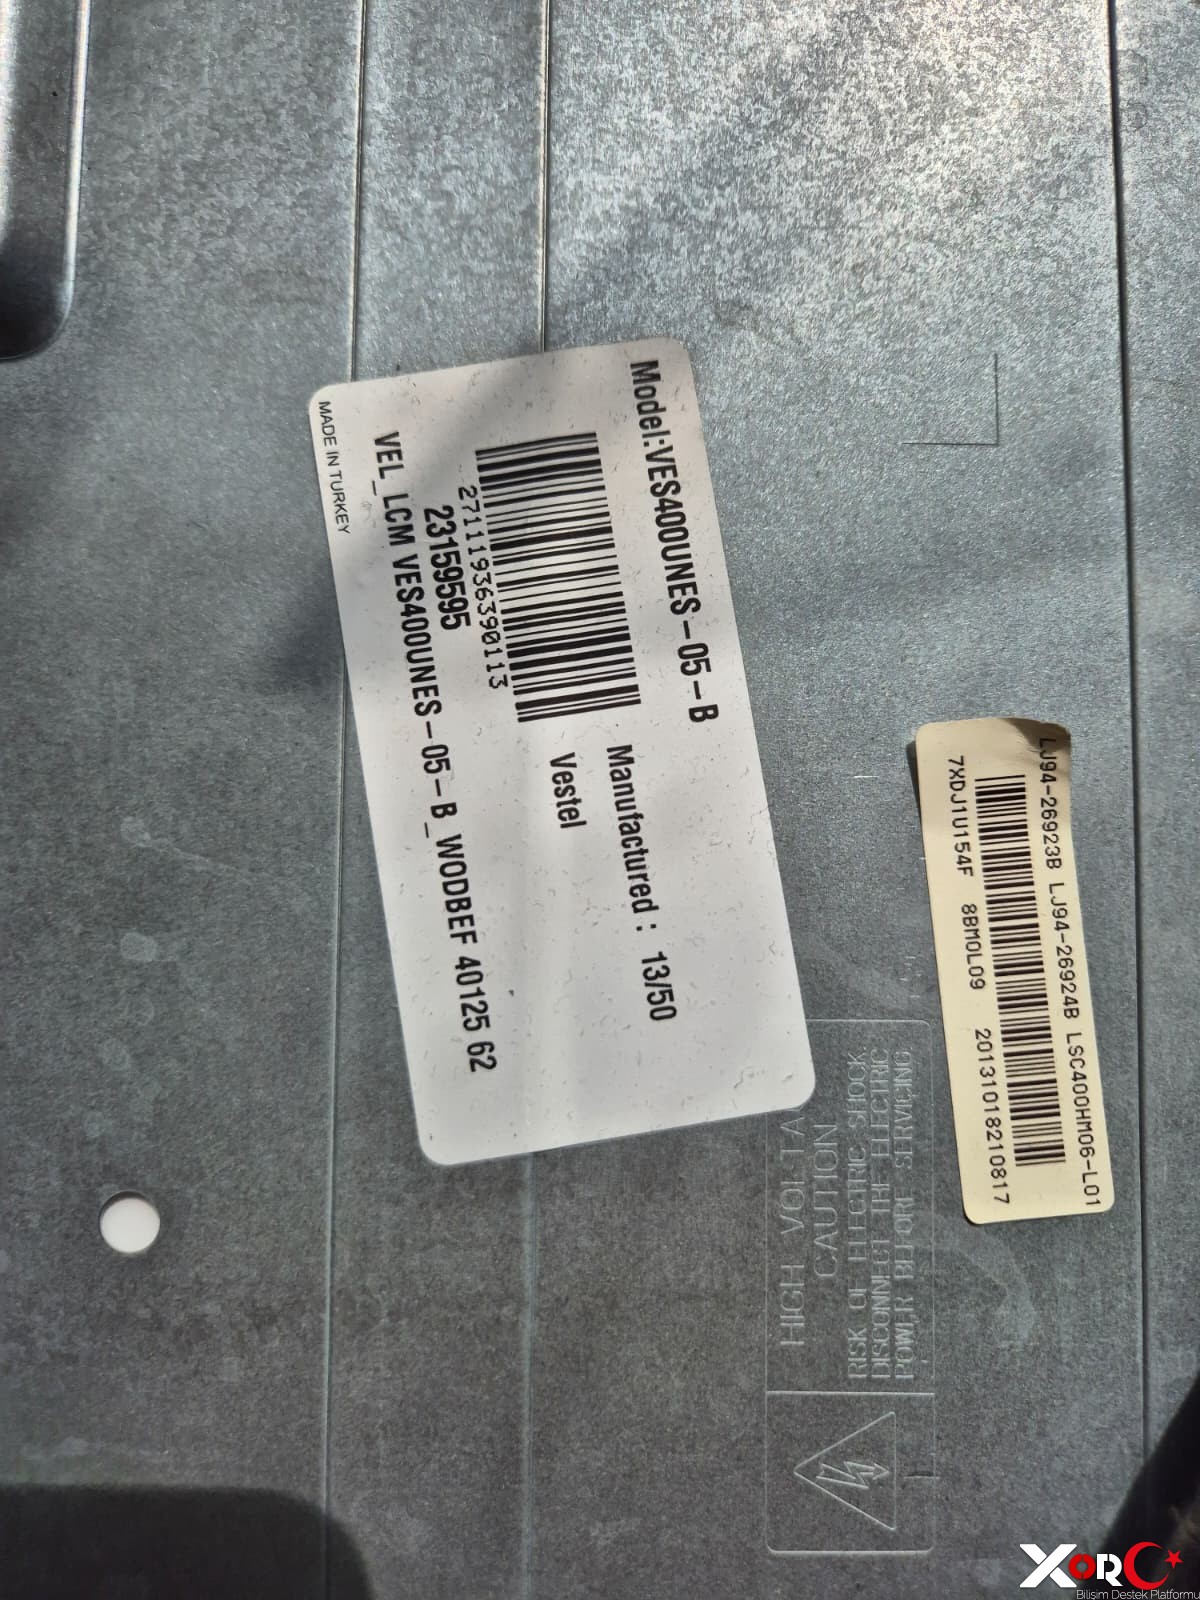 Model:VES400UNES-05-B
Manufactured : 13/50
Vestel
27111936390113
23159595
VEL_LCM VES400UNES-05-B_WODBEF 40125 62
MADE IN TURKEY
LJ94-26923B LJ94-26924B LSC400HM06-L01
7XDJ1U154F 8BM0L09 20131018210817
HIGH VOLTA
CAUTION
RISK OF ELECTRIC SHOCK.
DISCONNECT THE ELECTRIC
POWER BEFORE SERVICING
XORC
Bilişim Destek Platformu